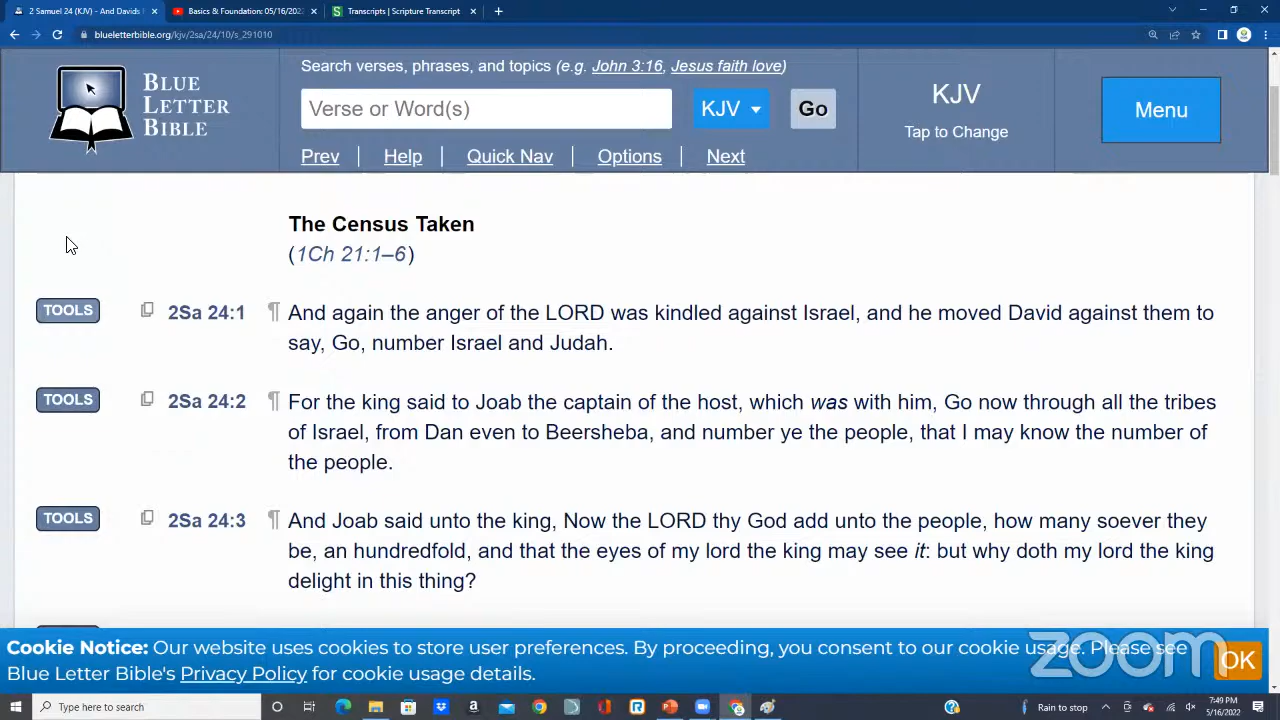 2 Samuel 24 (KJV) - And Davids
Basics & Foundation: 05/16/2022
Transcripts | Scripture Transcript
blueletterbible.org/kjv/2sa/24/10/s_291010
BLUE
LETTER
BIBLE
Search verses, phrases, and topics (e.g. John 3:16, Jesus faith love)
Verse or Word(s)
KJV
Go
Prev | Help | Quick Nav | Options | Next
KJV
Tap to Change
Menu
The Census Taken
(1Ch 21:1–6)
TOOLS 2Sa 24:1 ¶ And again the anger of the LORD was kindled against Israel, and he moved David against them to
say, Go, number Israel and Judah.
TOOLS 2Sa 24:2 ¶ For the king said to Joab the captain of the host, which was with him, Go now through all the tribes
of Israel, from Dan even to Beersheba, and number ye the people, that I may know the number of
the people.
TOOLS 2Sa 24:3 ¶ And Joab said unto the king, Now the LORD thy God add unto the people, how many soever they
be, an hundredfold, and that the eyes of my lord the king may see it: but why doth my lord the king
delight in this thing?
Cookie Notice: Our website uses cookies to store user preferences. By proceeding, you consent to our cookie usage. Please see
Blue Letter Bible's Privacy Policy for cookie usage details.
OK
zoom
Type here to search
Rain to stop
7:49 PM
5/16/2022